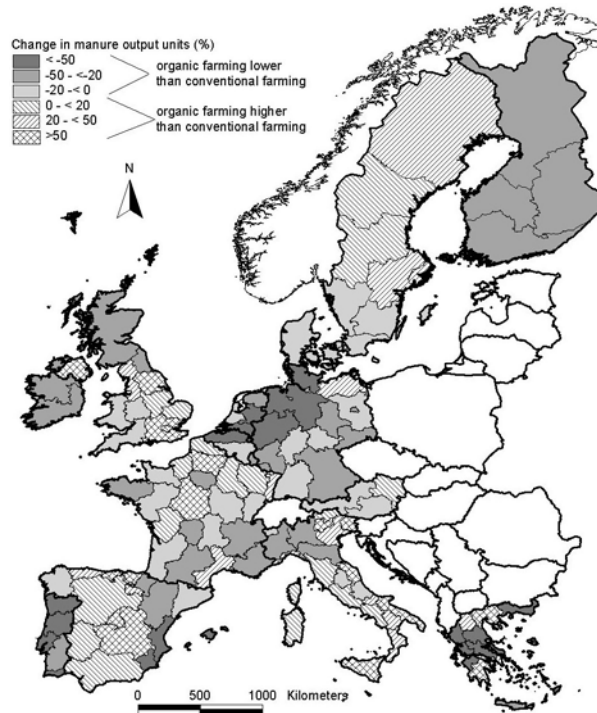 Change in manure output units (%)
< -50
-50 - <-20
-20 -< 0
0 - < 20
20 - < 50
>50
organic farming lower
than conventional farming
organic farming higher
than conventional farming
N
0 500 1000 Kilometers